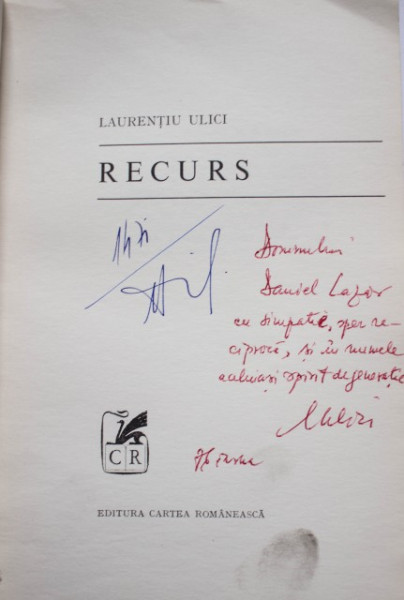 LAURENȚIU ULICI
RECURS
Domnului
Daniel Lazăr
cu simpatie, sper re-
ciprocă, și în numele
aceluiași spirit de generație
Ulici
CR
EDITURA CARTEA ROMÂNEASCĂ